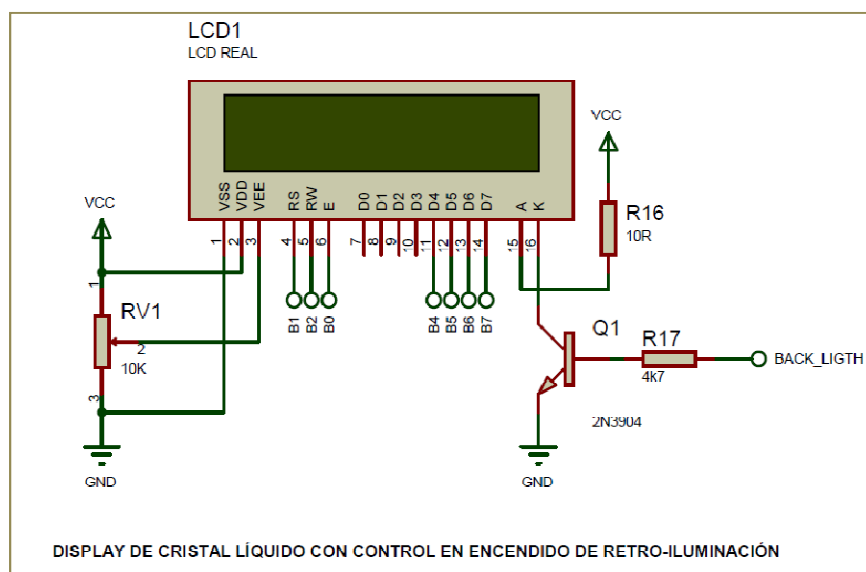 LCD1
LCD REAL
VCC
VSS VDD VEE RS RW E D0 D1 D2 D3 D4 D5 D6 D7 A K
1 2 3 4 5 6 7 8 9 10 11 12 13 14 15 16
VCC
R16
10R
1
RV1
2
10K
3
B1 B2 B0 B4 B5 B6 B7
Q1
R17
4k7
BACK_LIGTH
2N3904
GND
GND
DISPLAY DE CRISTAL LÍQUIDO CON CONTROL EN ENCENDIDO DE RETRO-ILUMINACIÓN